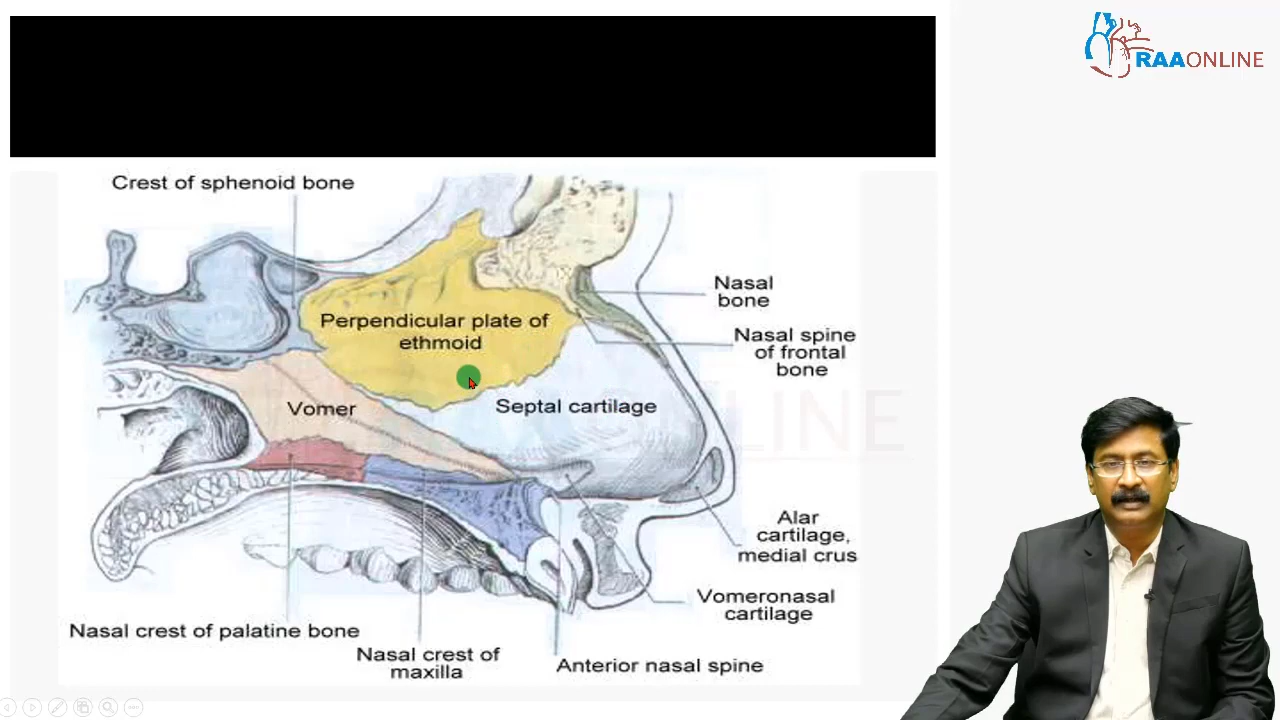 RAAONLINE
Crest of sphenoid bone
Nasal
bone
Perpendicular plate of
ethmoid
Nasal spine
of frontal
bone
Vomer
Septal cartilage
Alar
cartilage,
medial crus
Vomeronasal
cartilage
Nasal crest of palatine bone
Nasal crest of
maxilla
Anterior nasal spine